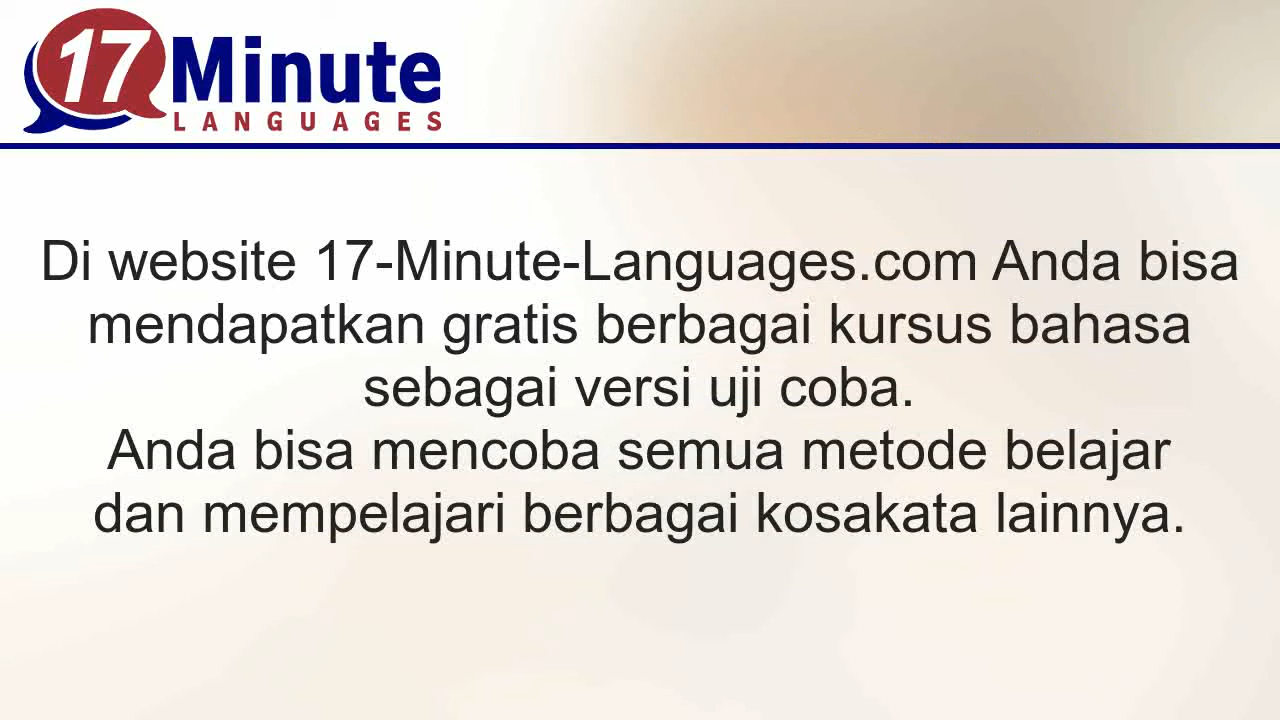 17 Minute
LANGUAGES
Di website 17-Minute-Languages.com Anda bisa
mendapatkan gratis berbagai kursus bahasa
sebagai versi uji coba.
Anda bisa mencoba semua metode belajar
dan mempelajari berbagai kosakata lainnya.